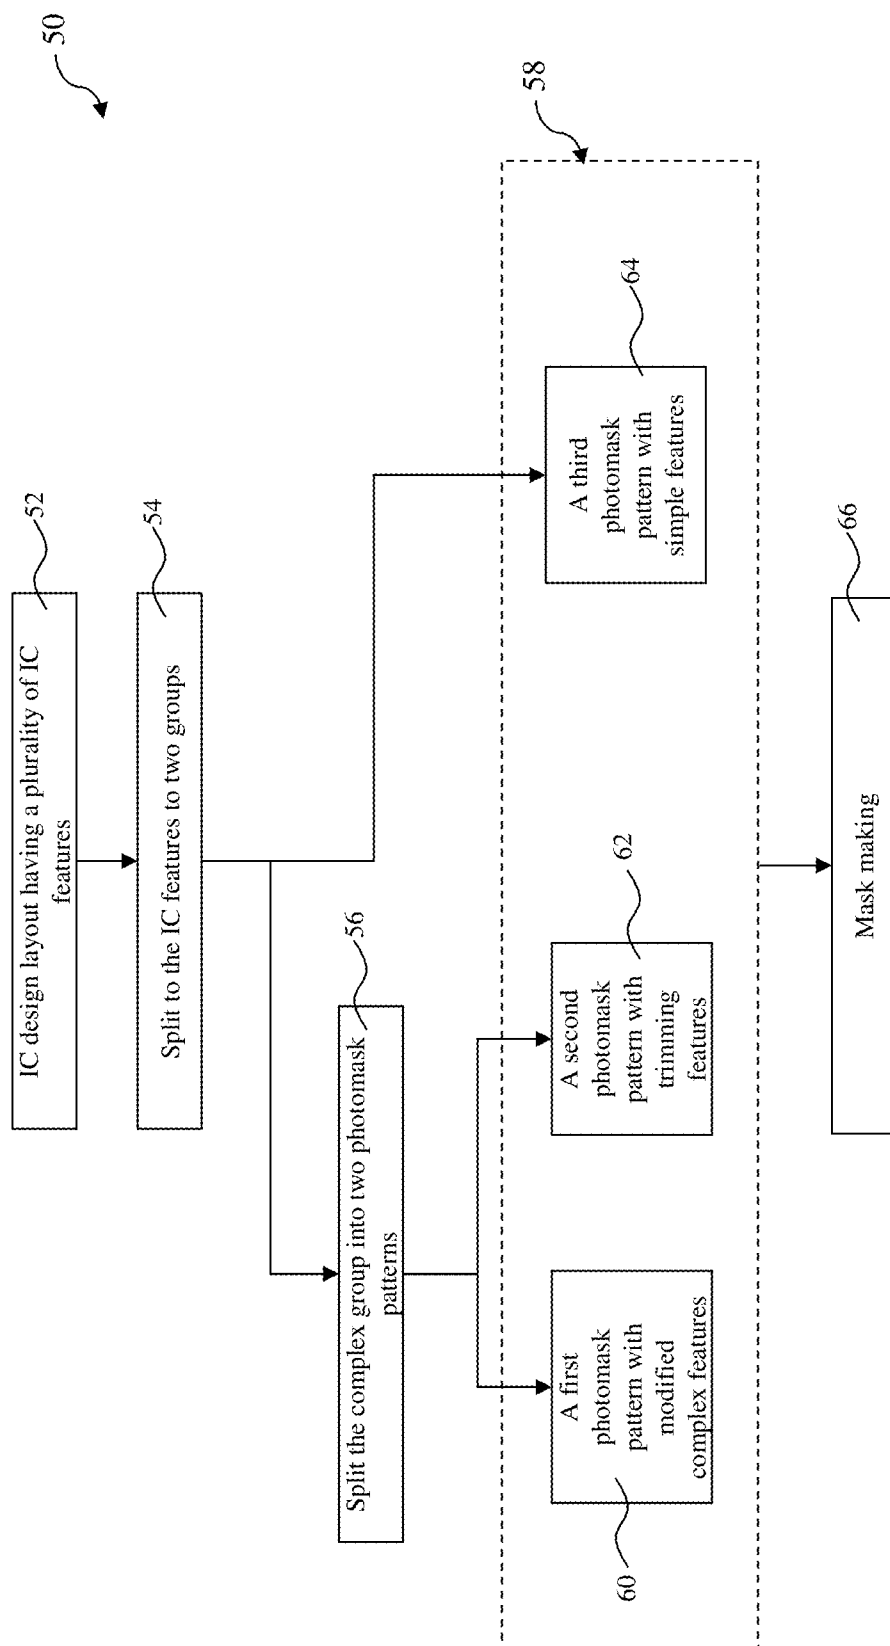 50
IC design layout having a plurality of IC
features
52
Split to the IC features to two groups
54
Split the complex group into two photomask
patterns
56
58
A first
photomask
pattern with
modified
complex features
60
A second
photomask
pattern with
trimming
features
62
A third
photomask
pattern with
simple features
64
Mask making
66